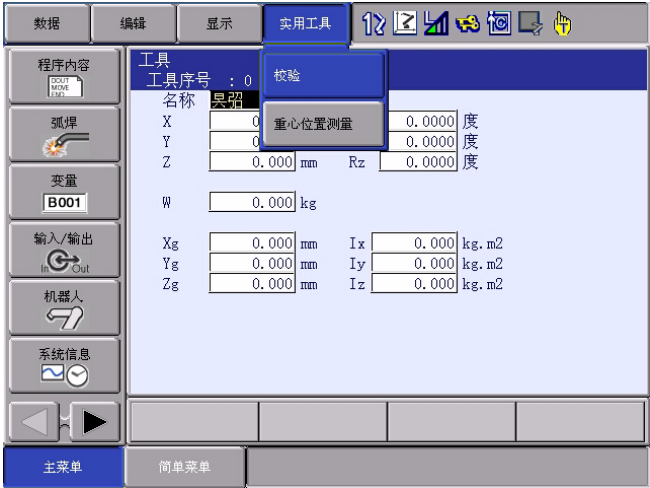 数据 编辑 显示 实用工具
程序内容
DOUT
MOVE
END
弧焊
变量
B001
输入/输出
In Out
机器人
系统信息
工具
工具序号 : 0
名称
校验
重心位置测量
X 0
0.0000 度
Y 0
0.0000 度
Z 0.000 mm Rz 0.0000 度
W 0.000 kg
Xg 0.000 mm Ix 0.000 kg.m2
Yg 0.000 mm Iy 0.000 kg.m2
Zg 0.000 mm Iz 0.000 kg.m2
主菜单 简单菜单